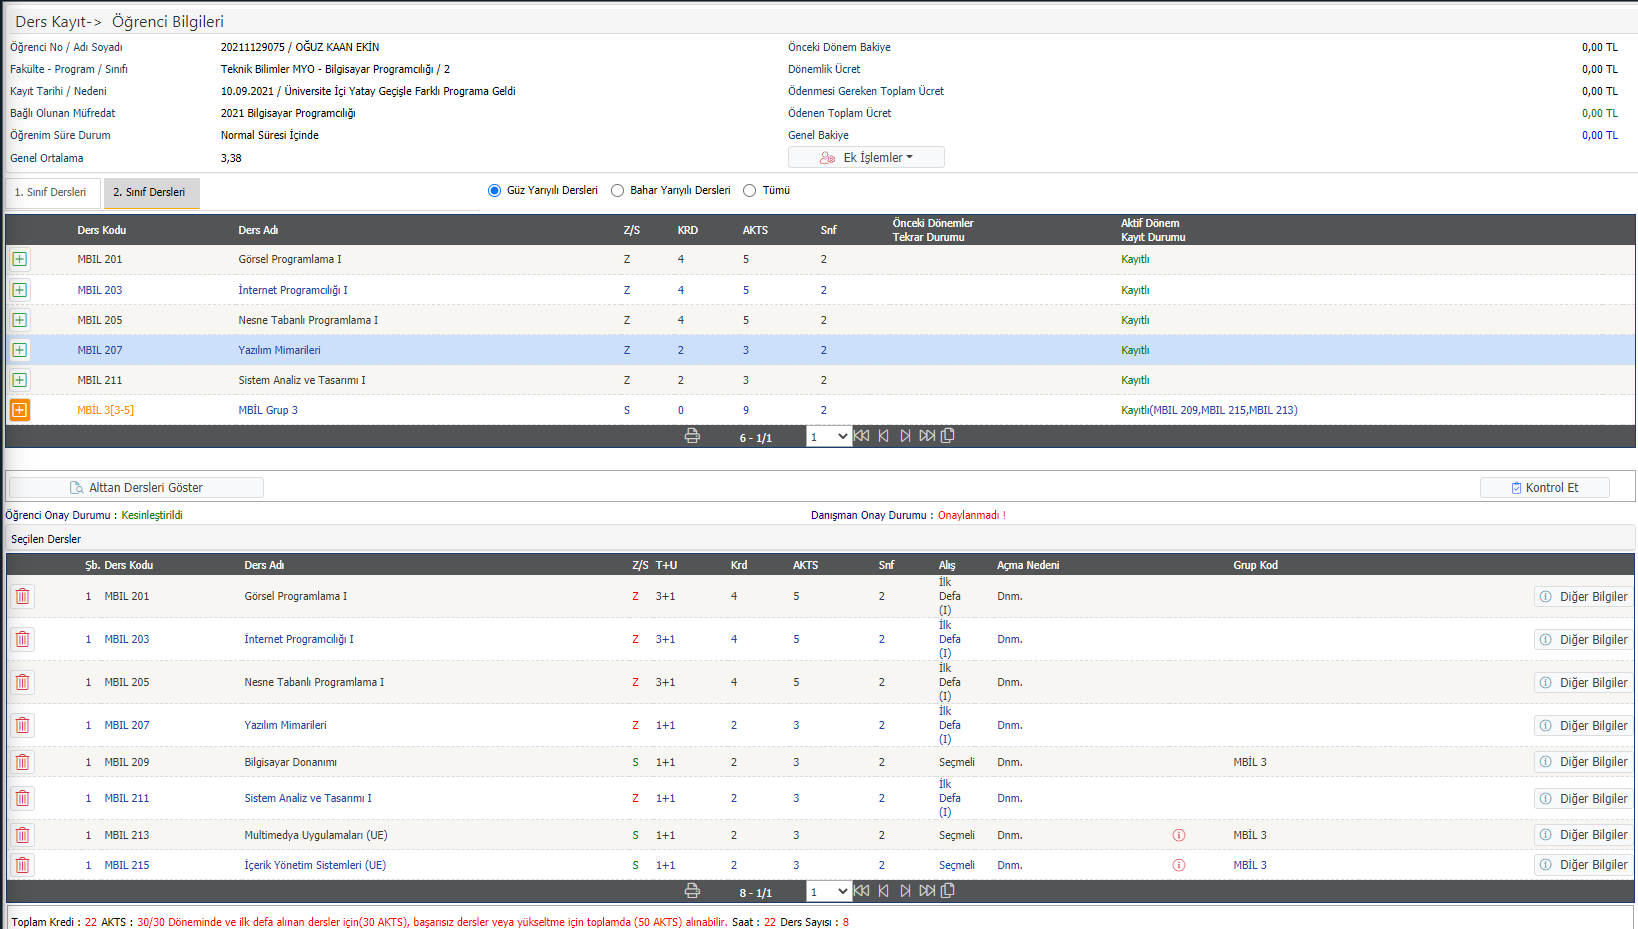 Ders Kayıt-> Öğrenci Bilgileri
Öğrenci No / Adı Soyadı 20211129075 / OĞUZ KAAN EKİN Önceki Dönem Bakiye 0,00 TL
Fakülte - Program / Sınıfı Teknik Bilimler MYO - Bilgisayar Programcılığı / 2 Dönemlik Ücret 0,00 TL
Kayıt Tarihi / Nedeni 10.09.2021 / Üniversite İçi Yatay Geçişle Farklı Programa Geldi Ödenmesi Gereken Toplam Ücret 0,00 TL
Bağlı Olunan Müfredat 2021 Bilgisayar Programcılığı Ödenen Toplam Ücret 0,00 TL
Öğrenim Süre Durum Normal Süresi İçinde Genel Bakiye 0,00 TL
Genel Ortalama 3,38 Ek İşlemler
1. Sınıf Dersleri 2. Sınıf Dersleri Güz Yarıyılı Dersleri Bahar Yarıyılı Dersleri Tümü
Ders Kodu Ders Adı Z/S KRD AKTS Snf Önceki Dönemler Tekrar Durumu Aktif Dönem Kayıt Durumu
MBIL 201 Görsel Programlama I Z 4 5 2 Kayıtlı
MBIL 203 İnternet Programcılığı I Z 4 5 2 Kayıtlı
MBIL 205 Nesne Tabanlı Programlama I Z 4 5 2 Kayıtlı
MBIL 207 Yazılım Mimarileri Z 2 3 2 Kayıtlı
MBIL 211 Sistem Analiz ve Tasarımı I Z 2 3 2 Kayıtlı
MBİL 3[3-5] MBİL Grup 3 S 0 9 2 Kayıtlı(MBIL 209,MBIL 215,MBIL 213)
6 - 1/1 1
Alttan Dersleri Göster Kontrol Et
Öğrenci Onay Durumu : Kesinleştirildi Danışman Onay Durumu : Onaylanmadı !
Seçilen Dersler
Şb. Ders Kodu Ders Adı Z/S T+U Krd AKTS Snf Alış Açma Nedeni Grup Kod
1 MBIL 201 Görsel Programlama I Z 3+1 4 5 2 İlk Defa (I) Dnm. Diğer Bilgiler
1 MBIL 203 İnternet Programcılığı I Z 3+1 4 5 2 İlk Defa (I) Dnm. Diğer Bilgiler
1 MBIL 205 Nesne Tabanlı Programlama I Z 3+1 4 5 2 İlk Defa (I) Dnm. Diğer Bilgiler
1 MBIL 207 Yazılım Mimarileri Z 1+1 2 3 2 İlk Defa (I) Dnm. Diğer Bilgiler
1 MBIL 209 Bilgisayar Donanımı S 1+1 2 3 2 Seçmeli Dnm. MBİL 3 Diğer Bilgiler
1 MBIL 211 Sistem Analiz ve Tasarımı I Z 1+1 2 3 2 İlk Defa (I) Dnm. Diğer Bilgiler
1 MBIL 213 Multimedya Uygulamaları (UE) S 1+1 2 3 2 Seçmeli Dnm. MBİL 3 Diğer Bilgiler
1 MBIL 215 İçerik Yönetim Sistemleri (UE) S 1+1 2 3 2 Seçmeli Dnm. MBİL 3 Diğer Bilgiler
8 - 1/1 1
Toplam Kredi : 22 AKTS : 30/30 Döneminde ve ilk defa alınan dersler için(30 AKTS), başarısız dersler veya yükseltme için toplamda (50 AKTS) alınabilir. Saat : 22 Ders Sayısı : 8